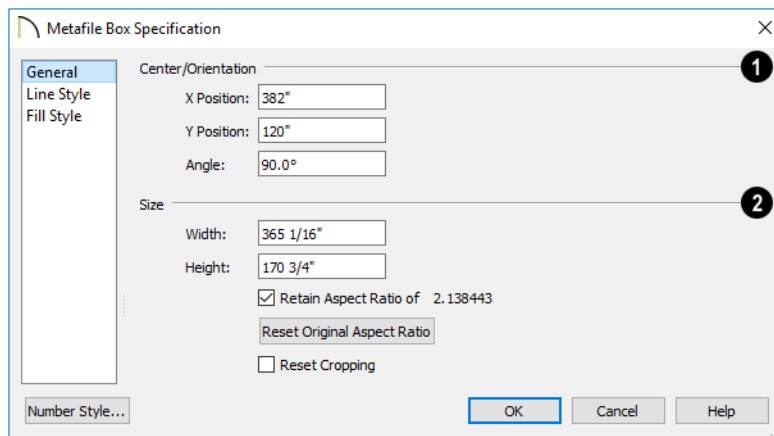 Metafile Box Specification
General
Line Style
Fill Style
Center/Orientation
1
X Position: 382"
Y Position: 120"
Angle: 90.0°
Size
2
Width: 365 1/16"
Height: 170 3/4"
Retain Aspect Ratio of 2.138443
Reset Original Aspect Ratio
Reset Cropping
Number Style... OK Cancel Help